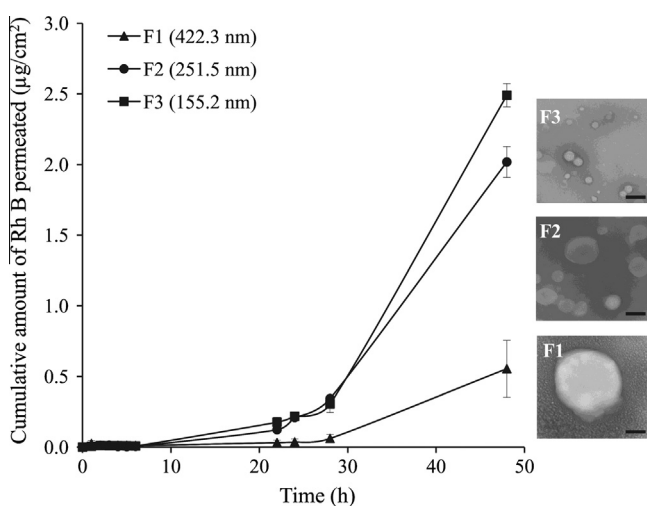 Cumulative amount of Rh B permeated (µg/cm²)
3.0
2.5
2.0
1.5
1.0
0.5
0.0
F1 (422.3 nm)
F2 (251.5 nm)
F3 (155.2 nm)
0
10
20
30
40
50
Time (h)
F3
F2
F1